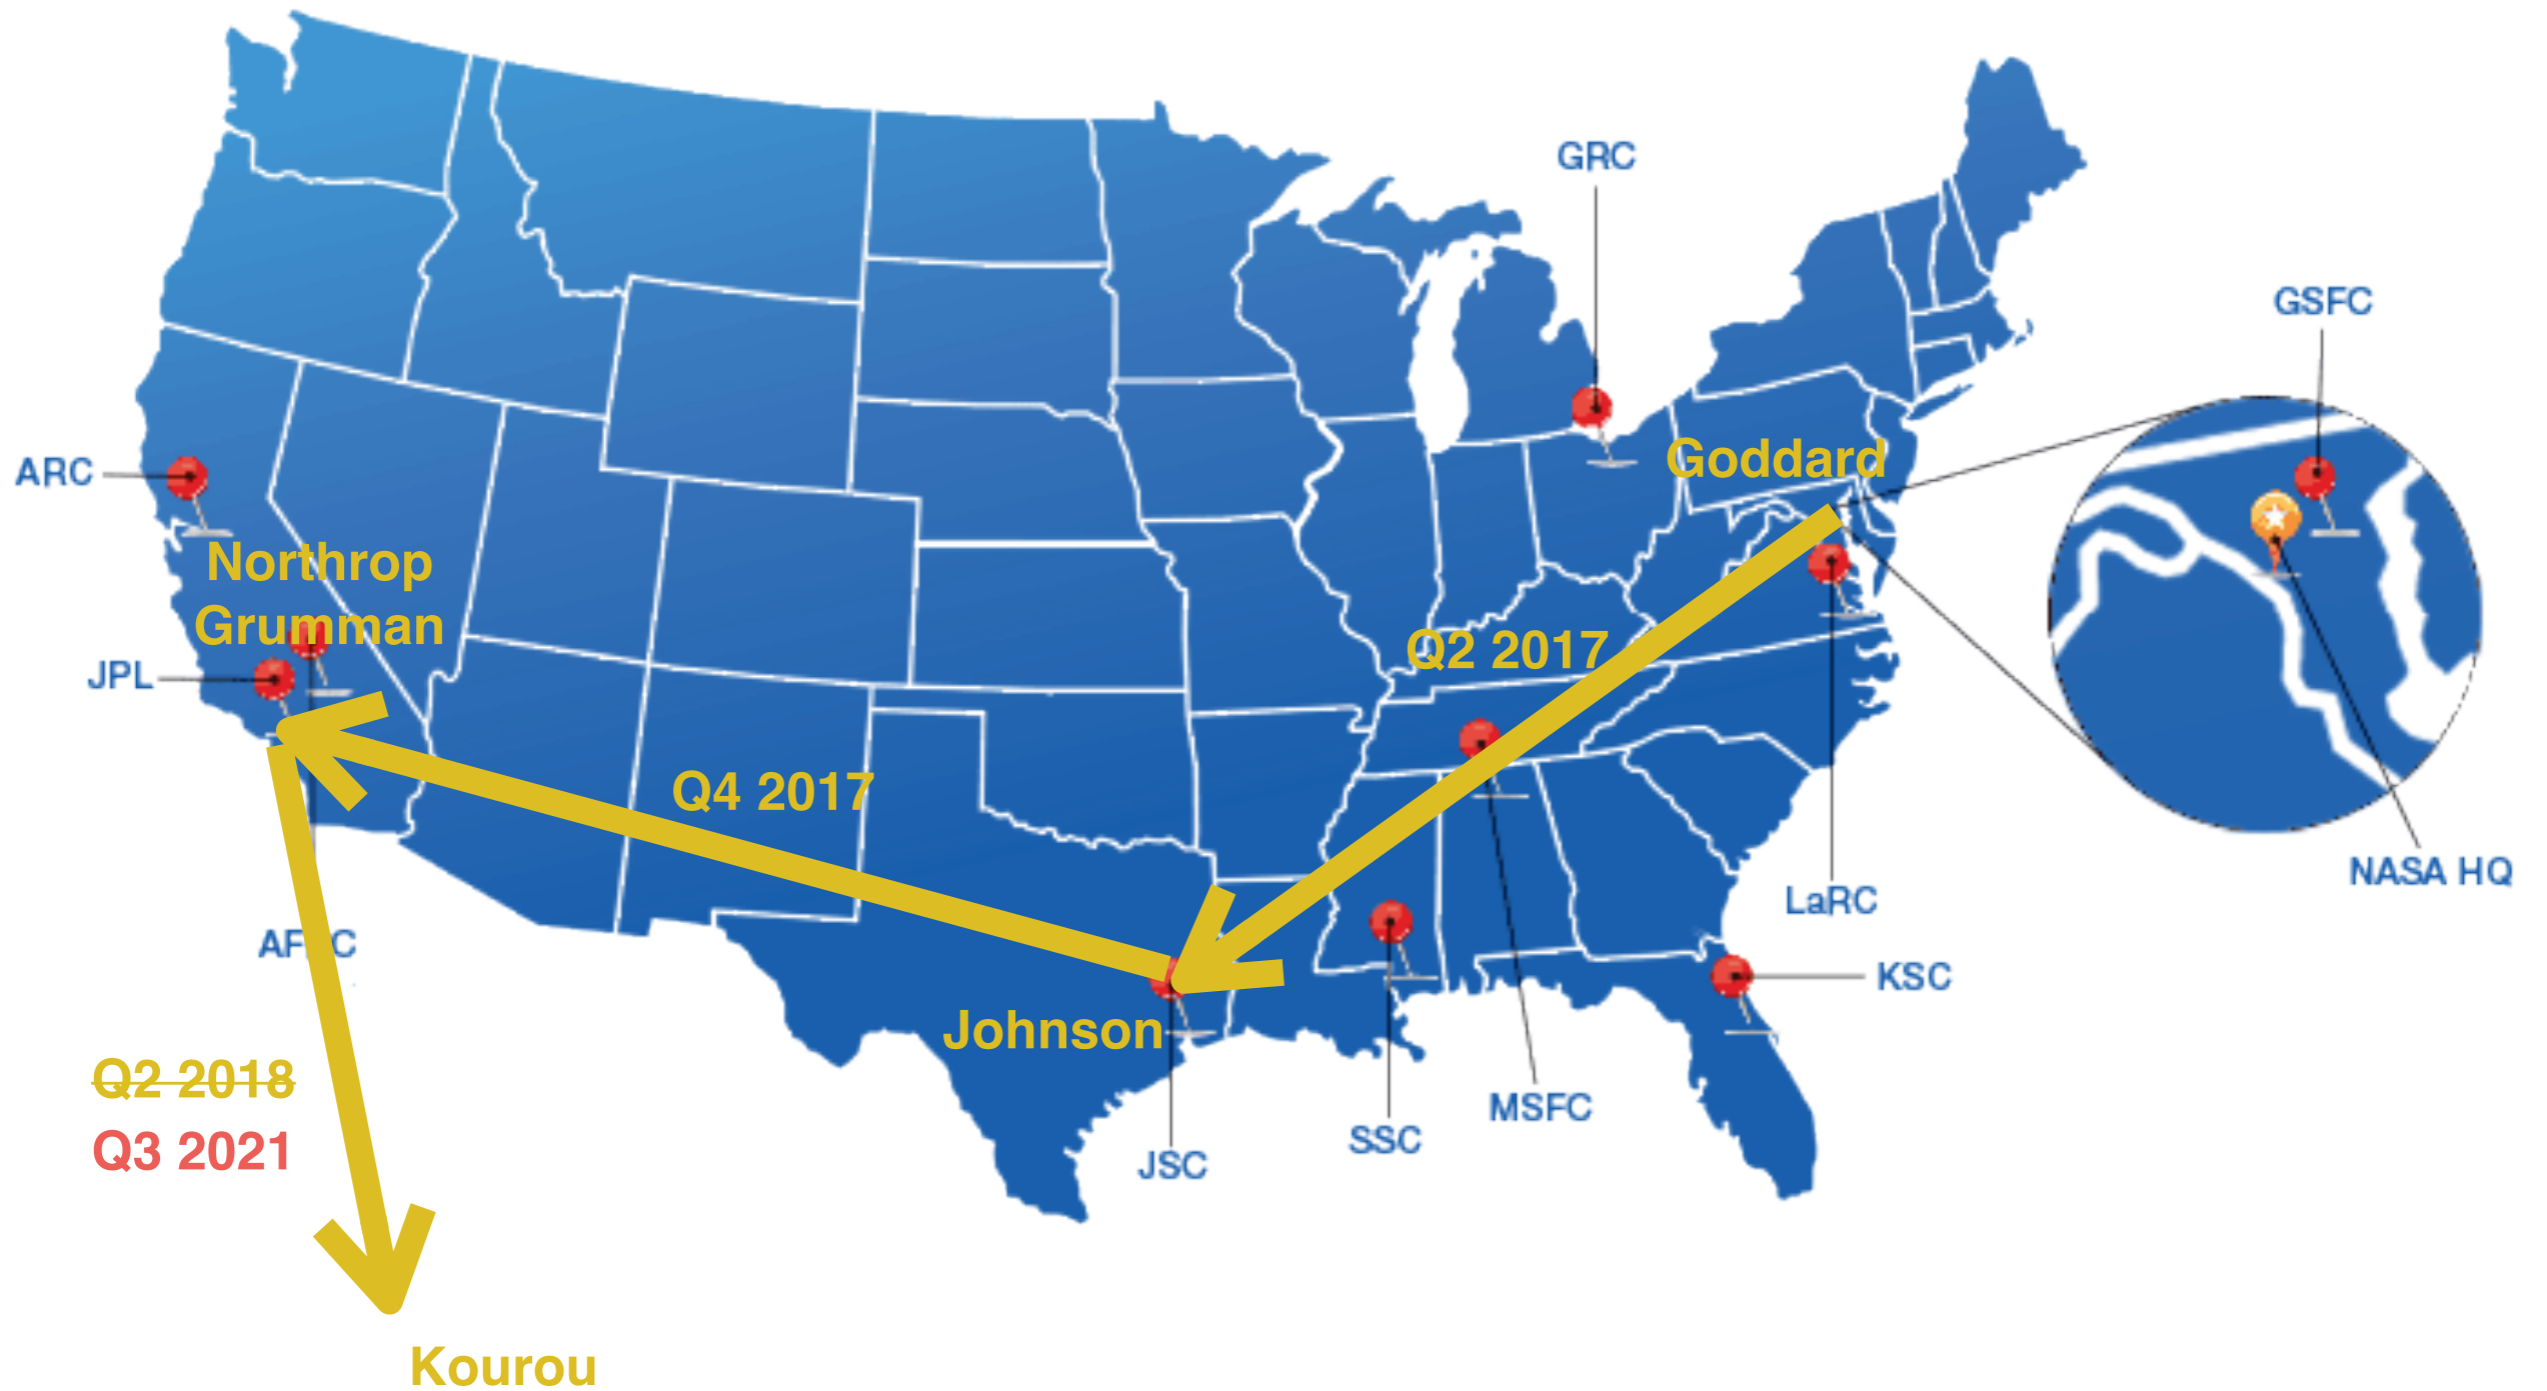 GRC
GSFC
Goddard
ARC
Northrop
Grumman
Q2 2017
JPL
Q4 2017
NASA HQ
LaRC
KSC
Johnson
Q2 2018
MSFC
SSC
Q3 2021
JSC
Kourou